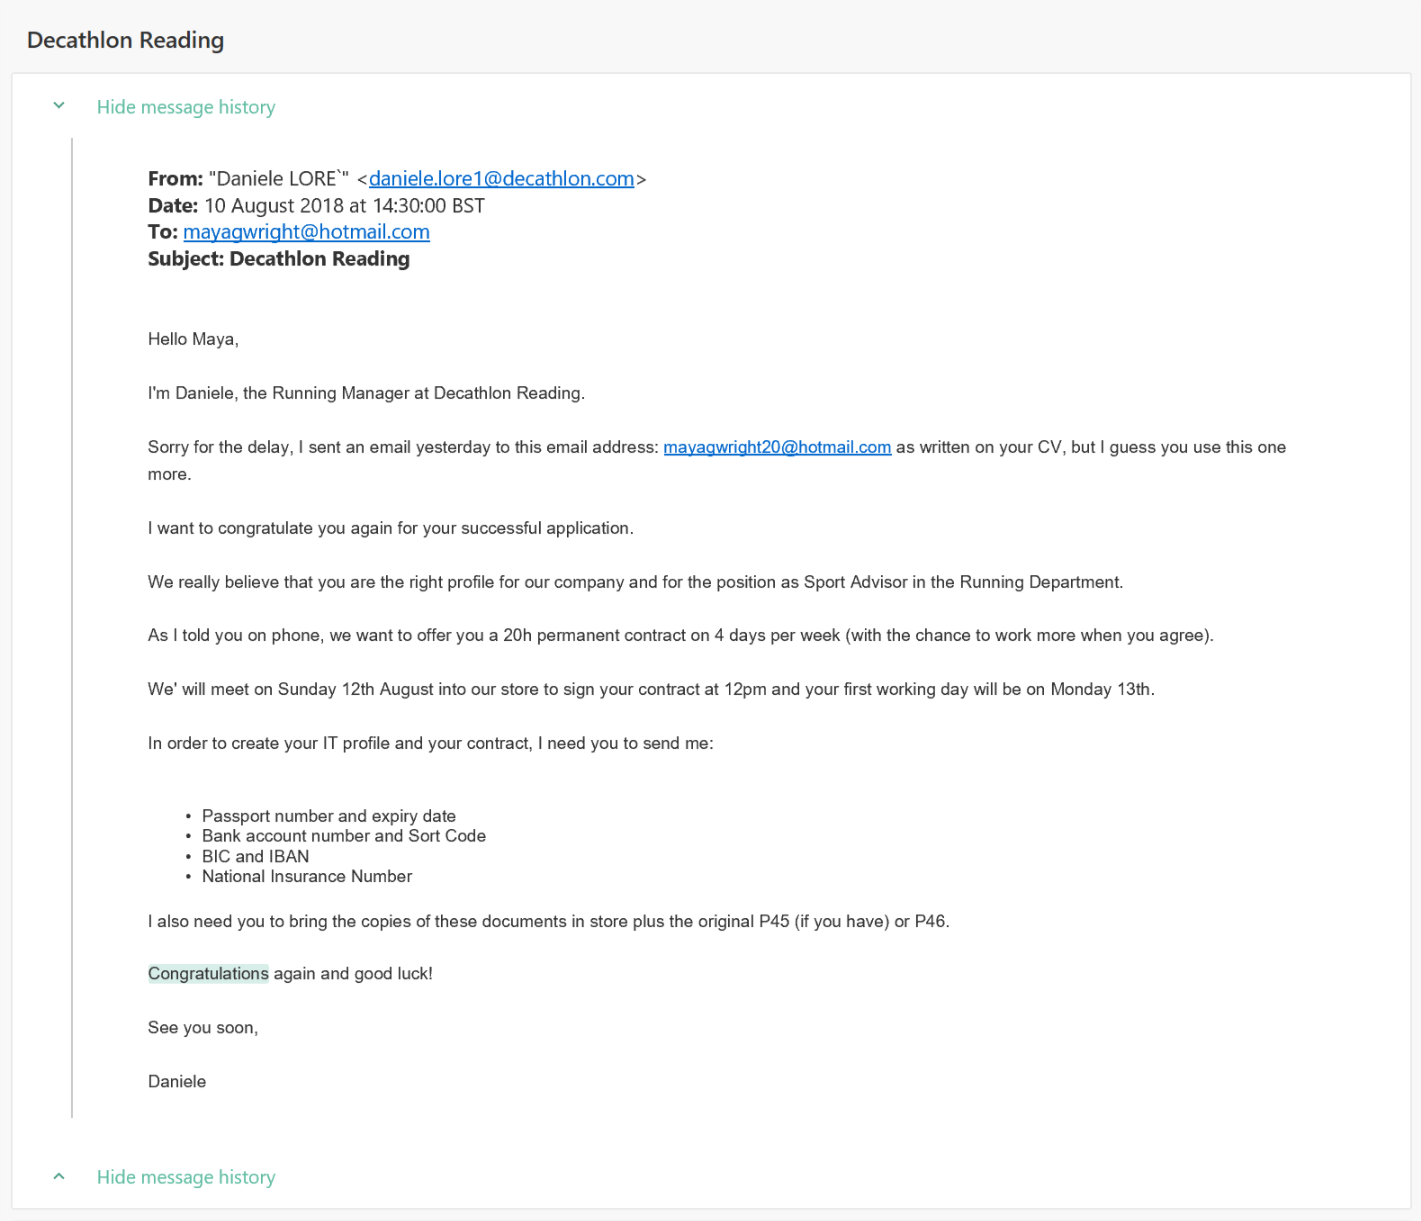 Decathlon Reading
Hide message history
From: "Daniele LORE`" <daniele.lore1@decathlon.com>
Date: 10 August 2018 at 14:30:00 BST
To: mayagwright@hotmail.com
Subject: Decathlon Reading
Hello Maya,
I'm Daniele, the Running Manager at Decathlon Reading.
Sorry for the delay, I sent an email yesterday to this email address: mayagwright20@hotmail.com as written on your CV, but I guess you use this one
more.
I want to congratulate you again for your successful application.
We really believe that you are the right profile for our company and for the position as Sport Advisor in the Running Department.
As I told you on phone, we want to offer you a 20h permanent contract on 4 days per week (with the chance to work more when you agree).
We' will meet on Sunday 12th August into our store to sign your contract at 12pm and your first working day will be on Monday 13th.
In order to create your IT profile and your contract, I need you to send me:
• Passport number and expiry date
• Bank account number and Sort Code
• BIC and IBAN
• National Insurance Number
I also need you to bring the copies of these documents in store plus the original P45 (if you have) or P46.
Congratulations again and good luck!
See you soon,
Daniele
Hide message history